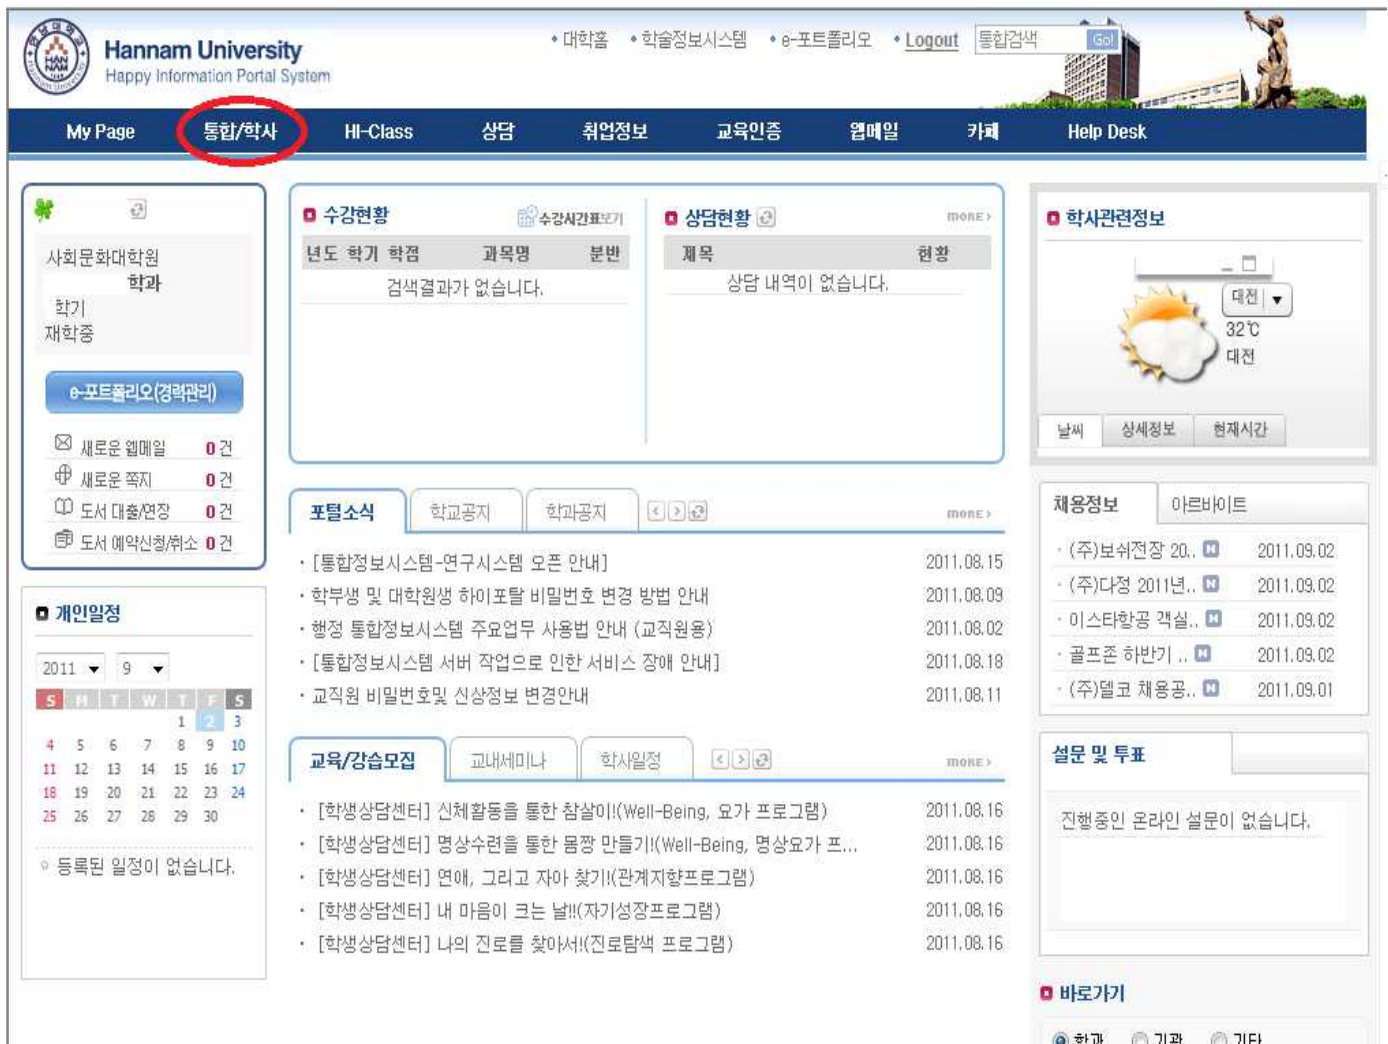 Hannam University
Happy Information Portal System
대학홈 학술정보시스템 e-포트폴리오 Logout 통합검색 Go!
My Page 통합/학사 HI-Class 상담 취업정보 교육인증 웹메일 카페 Help Desk
사회문화대학원
학과
학기
재학중
e-포트폴리오(경력관리)
새로운 웹메일 0 건
새로운 쪽지 0 건
도서 대출/연장 0 건
도서 예약신청/취소 0 건
개인일정
2011 9
S M T W T F S
1 2 3
4 5 6 7 8 9 10
11 12 13 14 15 16 17
18 19 20 21 22 23 24
25 26 27 28 29 30
등록된 일정이 없습니다.
수강현황 수강시간표보기
년도 학기 학점 과목명 분반
검색결과가 없습니다.
상담현황 more >
제목 현황
상담 내역이 없습니다.
포털소식 학교공지 학과공지 more >
· [통합정보시스템-연구시스템 오픈 안내] 2011.08.15
· 학부생 및 대학원생 하이포탈 비밀번호 변경 방법 안내 2011.08.09
· 행정 통합정보시스템 주요업무 사용법 안내 (교직원용) 2011.08.02
· [통합정보시스템 서버 작업으로 인한 서비스 장애 안내] 2011.08.18
· 교직원 비밀번호및 신상정보 변경안내 2011.08.11
교육/강습모집 교내세미나 학사일정 more >
· [학생상담센터] 신체활동을 통한 참살이!(Well-Being, 요가 프로그램) 2011.08.16
· [학생상담센터] 명상수련을 통한 몸짱 만들기!(Well-Being, 명상요가 프... 2011.08.16
· [학생상담센터] 연애, 그리고 자아 찾기!(관계지향프로그램) 2011.08.16
· [학생상담센터] 내 마음이 크는 날!!(자기성장프로그램) 2011.08.16
· [학생상담센터] 나의 진로를 찾아서!(진로탐색 프로그램) 2011.08.16
학사관련정보
대전
32℃
대전
날씨 상세정보 현재시간
채용정보 아르바이트
· (주)보쉬전장 20.. N 2011.09.02
· (주)다정 2011년.. N 2011.09.02
· 이스타항공 객실.. N 2011.09.02
· 골프존 하반기 .. N 2011.09.02
· (주)델코 채용공.. N 2011.09.01
설문 및 투표
진행중인 온라인 설문이 없습니다.
바로가기
학과 기관 기타